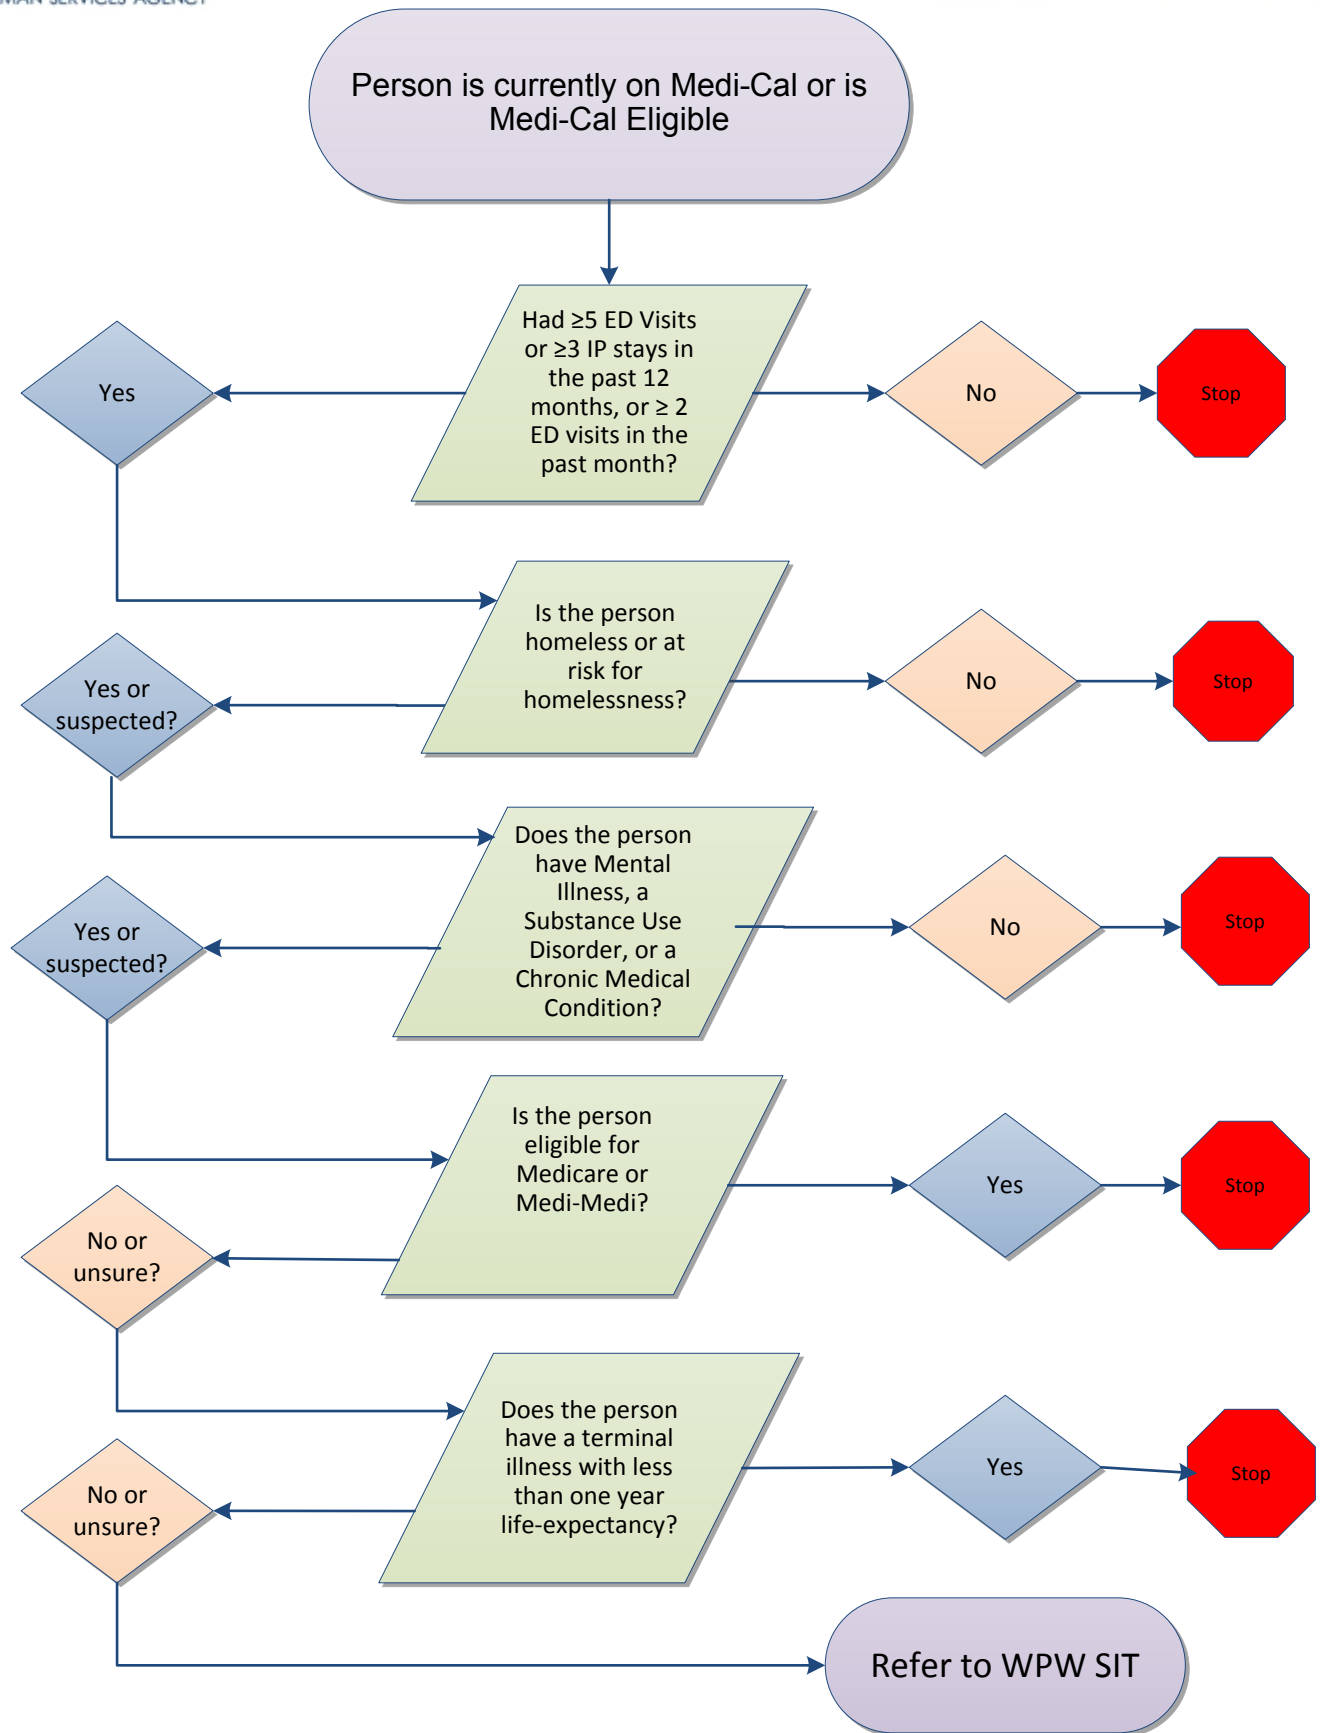 HUMAN SERVICES AGENCY
Person is currently on Medi-Cal or is
Medi-Cal Eligible
Had ≥5 ED Visits
or ≥3 IP stays in
the past 12
months, or ≥ 2
ED visits in the
past month?
Yes
No
Stop
Is the person
homeless or at
risk for
homelessness?
Yes or
suspected?
No
Stop
Does the person
have Mental
Illness, a
Substance Use
Disorder, or a
Chronic Medical
Condition?
Yes or
suspected?
No
Stop
Is the person
eligible for
Medicare or
Medi-Medi?
No or
unsure?
Yes
Stop
Does the person
have a terminal
illness with less
than one year
life-expectancy?
No or
unsure?
Yes
Stop
Refer to WPW SIT